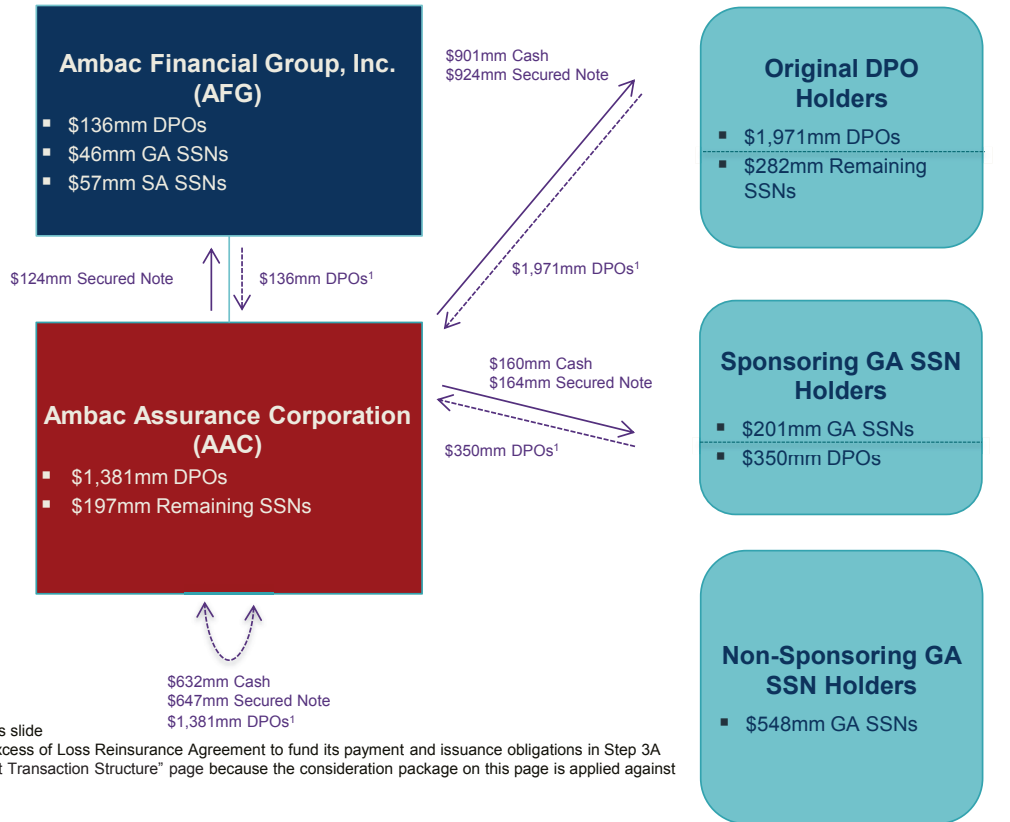 Ambac Financial Group, Inc.
(AFG)
▪ $136mm DPOs
▪ $46mm GA SSNs
▪ $57mm SA SSNs
$901mm Cash
$924mm Secured Note
Original DPO
Holders
▪ $1,971mm DPOs
▪ $282mm Remaining
SSNs
$124mm Secured Note
$136mm DPOs¹
$1,971mm DPOs¹
Ambac Assurance Corporation
(AAC)
▪ $1,381mm DPOs
▪ $197mm Remaining SSNs
$160mm Cash
$164mm Secured Note
$350mm DPOs¹
Sponsoring GA SSN
Holders
▪ $201mm GA SSNs
▪ $350mm DPOs
$632mm Cash
$647mm Secured Note
$1,381mm DPOs¹
Non-Sponsoring GA
SSN Holders
▪ $548mm GA SSNs
s slide
xcess of Loss Reinsurance Agreement to fund its payment and issuance obligations in Step 3A
t Transaction Structure” page because the consideration package on this page is applied against